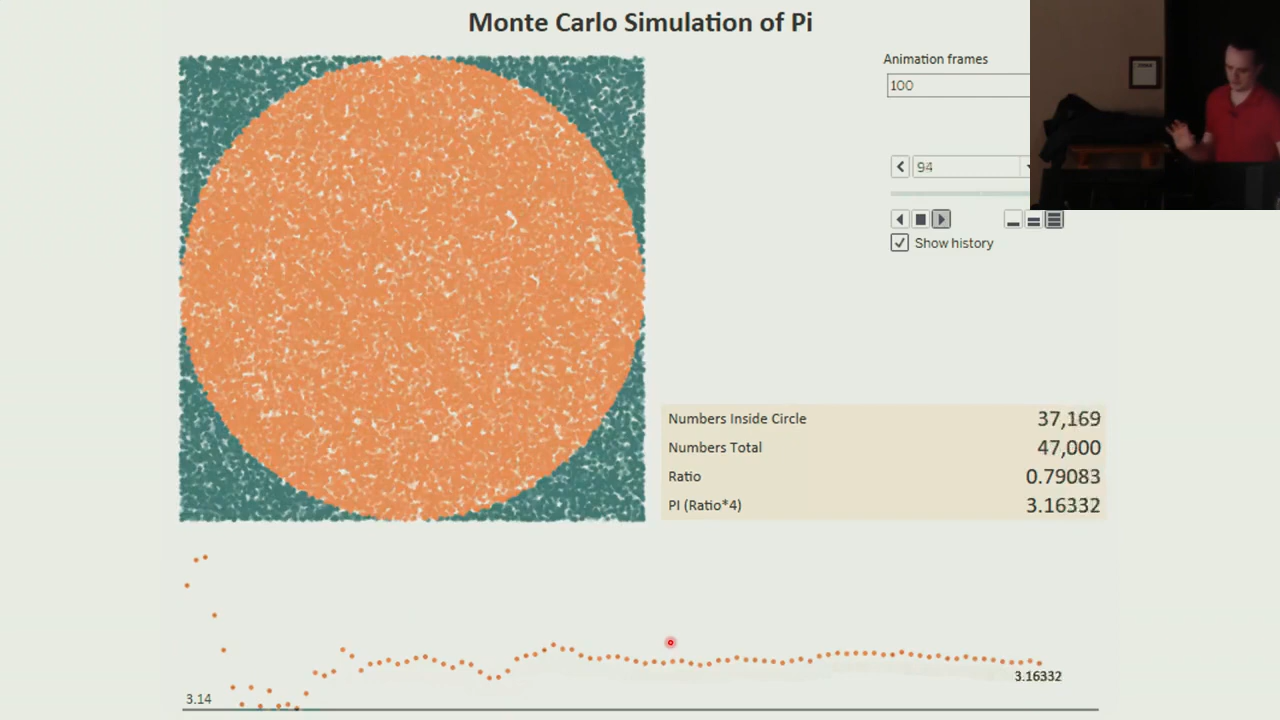 Monte Carlo Simulation of Pi
Animation frames
100
94
Show history
Numbers Inside Circle 37,169
Numbers Total 47,000
Ratio 0.79083
PI (Ratio*4) 3.16332
3.16332
3.14